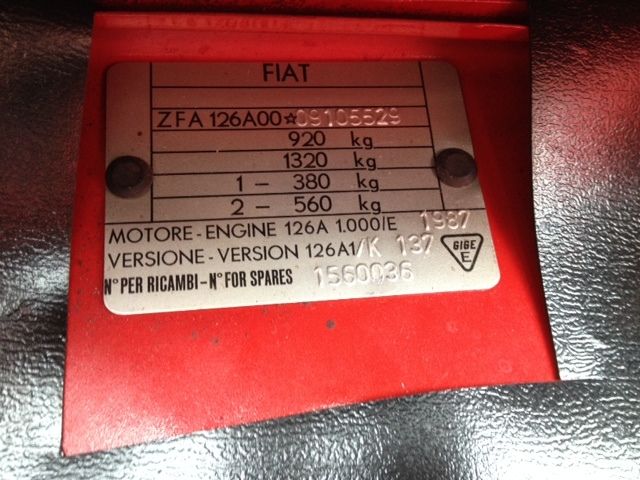 FIAT
ZFA 126A00☆09105529
920 kg
1320 kg
1 - 380 kg
2 - 560 kg
MOTORE - ENGINE 126A 1.000/E 1987
VERSIONE - VERSION 126A1/K 137
GIGE
E
N° PER RICAMBI - N° FOR SPARES 1560036